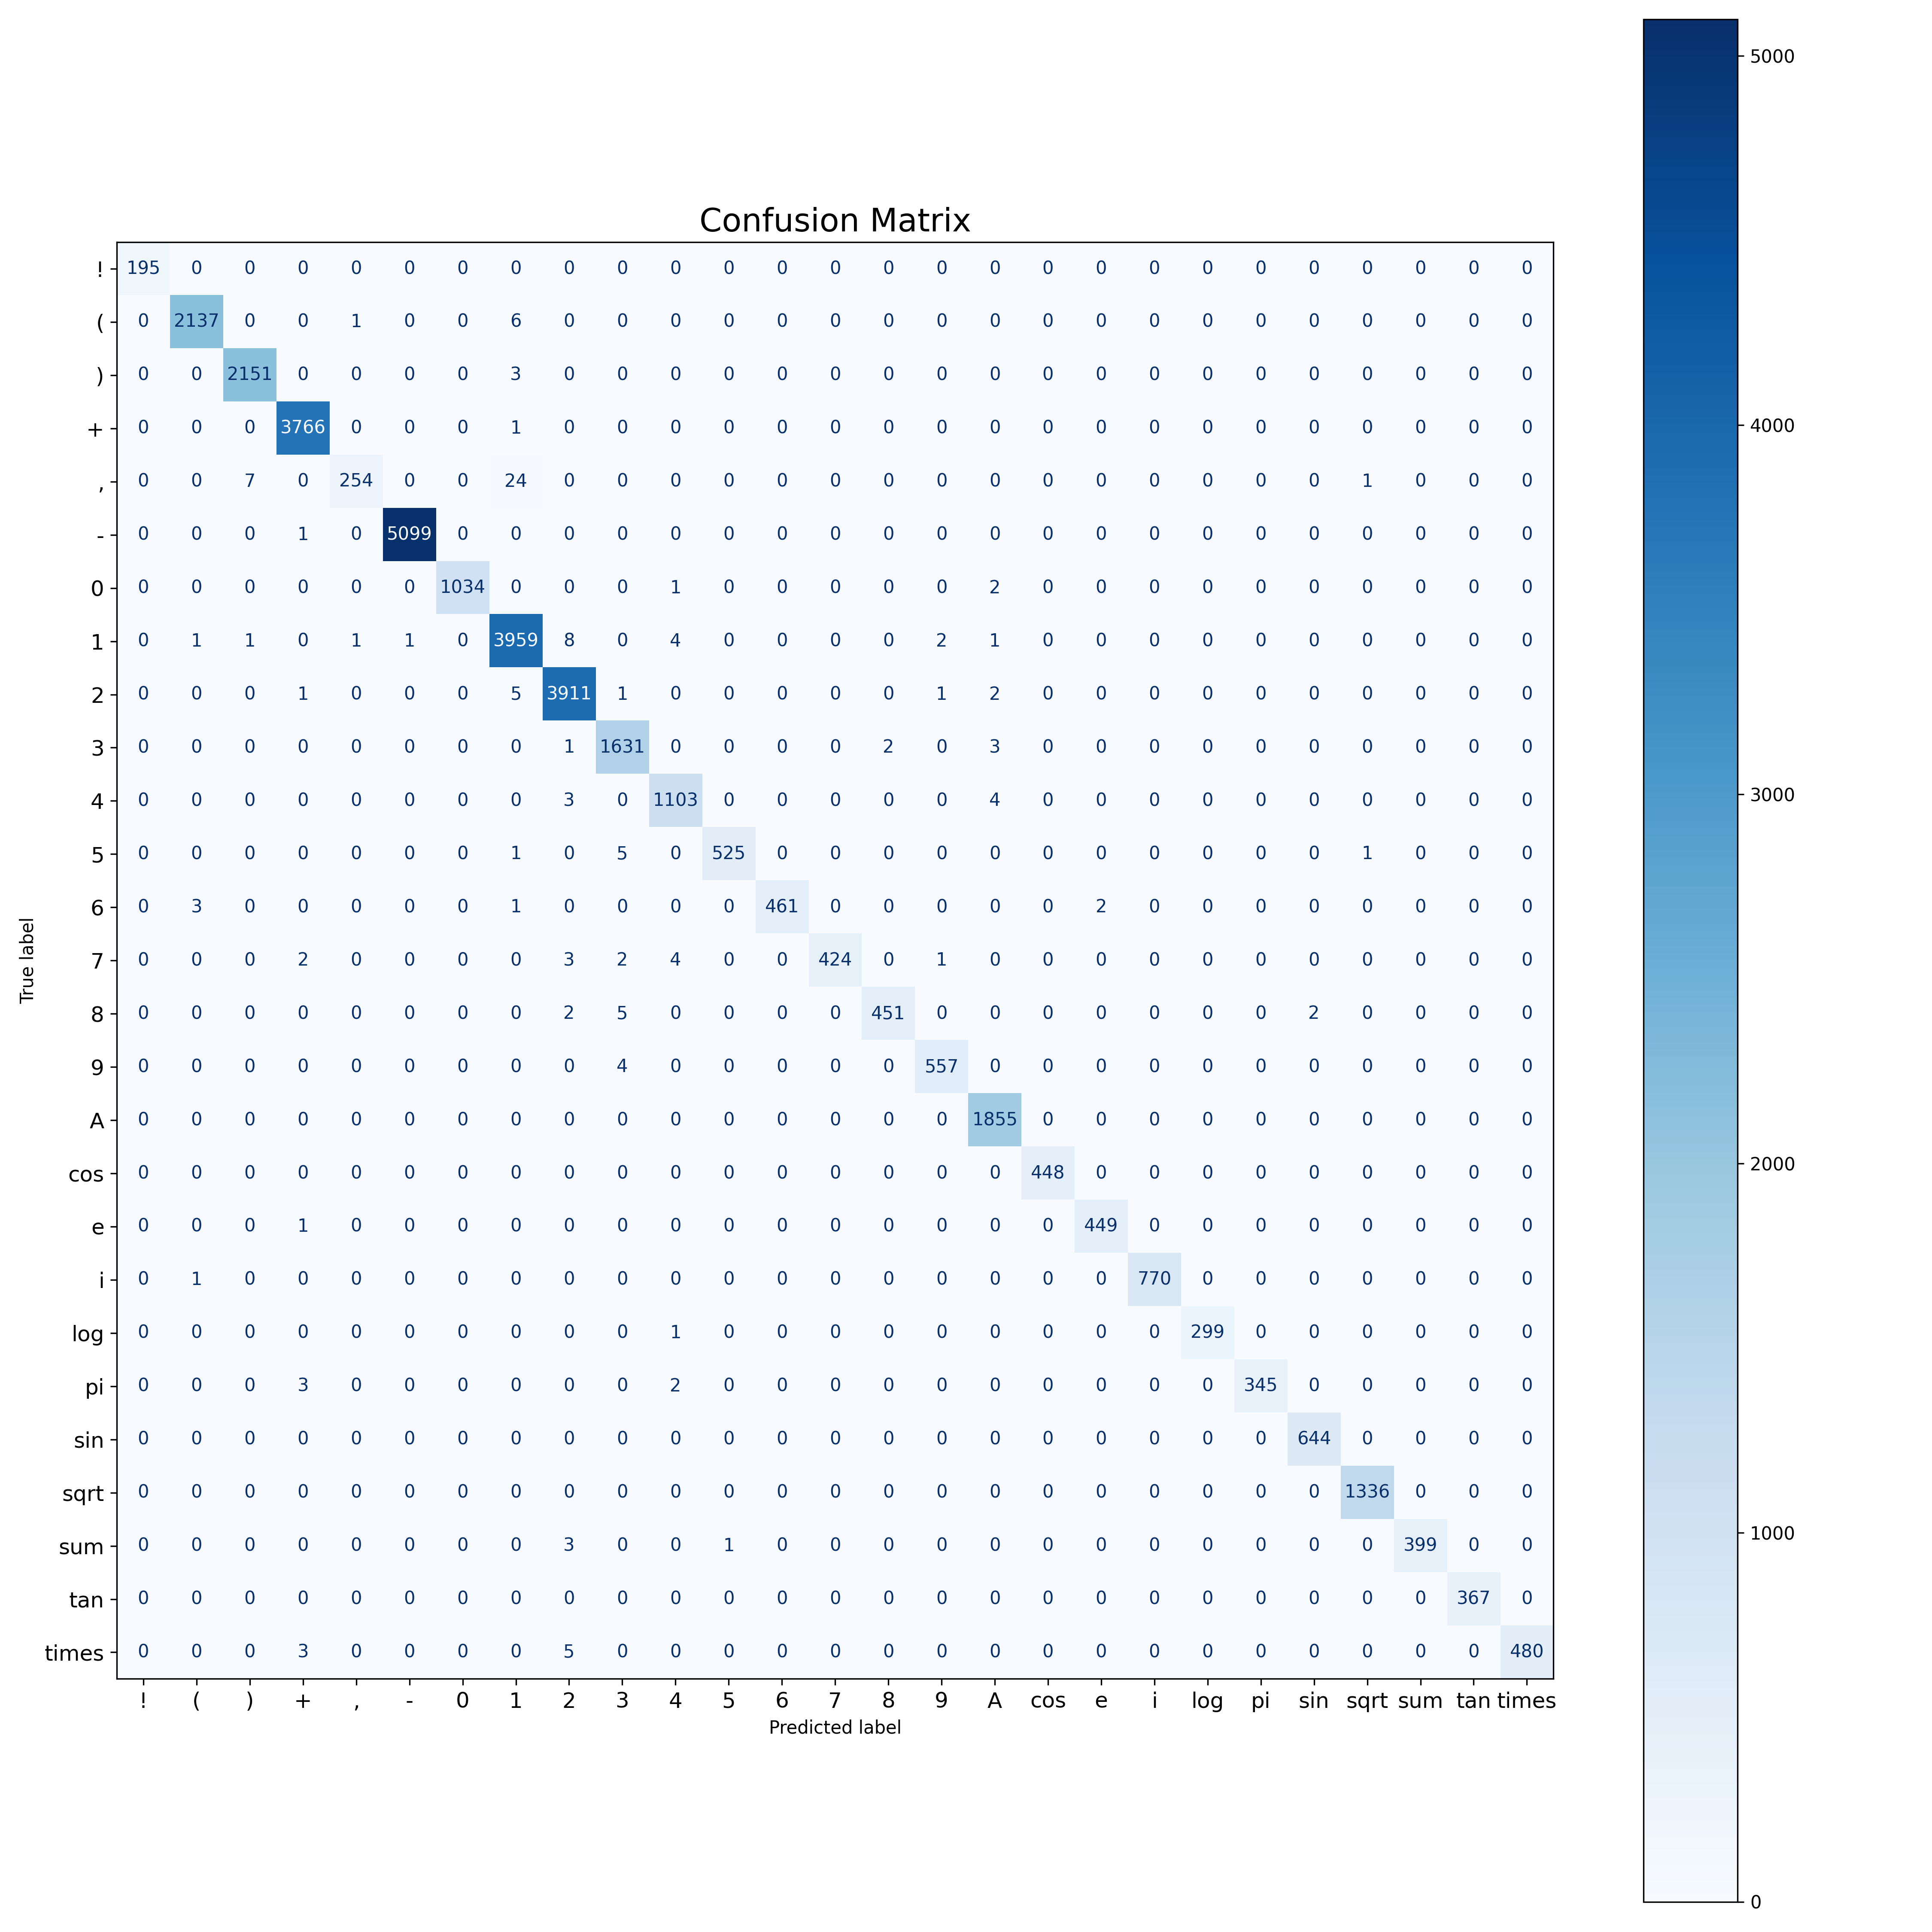 Confusion Matrix
! 195 0 0 0 0 0 0 0 0 0 0 0 0 0 0 0 0 0 0 0 0 0 0 0 0 0 0
( 0 2137 0 0 1 0 0 6 0 0 0 0 0 0 0 0 0 0 0 0 0 0 0 0 0 0 0
) 0 0 2151 0 0 0 0 3 0 0 0 0 0 0 0 0 0 0 0 0 0 0 0 0 0 0 0
+ 0 0 0 3766 0 0 0 1 0 0 0 0 0 0 0 0 0 0 0 0 0 0 0 0 0 0 0
, 0 0 7 0 254 0 0 24 0 0 0 0 0 0 0 0 0 0 0 0 0 0 0 1 0 0 0
- 0 0 0 1 0 5099 0 0 0 0 0 0 0 0 0 0 0 0 0 0 0 0 0 0 0 0 0
0 0 0 0 0 0 0 1034 0 0 0 1 0 0 0 0 0 2 0 0 0 0 0 0 0 0 0 0
1 0 1 1 0 1 1 0 3959 8 0 4 0 0 0 0 2 1 0 0 0 0 0 0 0 0 0 0
2 0 0 0 1 0 0 0 5 3911 1 0 0 0 0 0 1 2 0 0 0 0 0 0 0 0 0 0
3 0 0 0 0 0 0 0 0 1 1631 0 0 0 0 2 0 3 0 0 0 0 0 0 0 0 0 0
4 0 0 0 0 0 0 0 0 3 0 1103 0 0 0 0 0 4 0 0 0 0 0 0 0 0 0 0
5 0 0 0 0 0 0 0 1 0 5 0 525 0 0 0 0 0 0 0 0 0 0 0 1 0 0 0
6 0 3 0 0 0 0 0 1 0 0 0 0 461 0 0 0 0 0 2 0 0 0 0 0 0 0 0
7 0 0 0 2 0 0 0 0 3 2 4 0 0 424 0 1 0 0 0 0 0 0 0 0 0 0 0
8 0 0 0 0 0 0 0 0 2 5 0 0 0 0 451 0 0 0 0 0 0 0 2 0 0 0 0
9 0 0 0 0 0 0 0 0 0 4 0 0 0 0 0 557 0 0 0 0 0 0 0 0 0 0 0
A 0 0 0 0 0 0 0 0 0 0 0 0 0 0 0 0 1855 0 0 0 0 0 0 0 0 0 0
cos 0 0 0 0 0 0 0 0 0 0 0 0 0 0 0 0 0 448 0 0 0 0 0 0 0 0 0
e 0 0 0 1 0 0 0 0 0 0 0 0 0 0 0 0 0 0 449 0 0 0 0 0 0 0 0
i 0 1 0 0 0 0 0 0 0 0 0 0 0 0 0 0 0 0 0 770 0 0 0 0 0 0 0
log 0 0 0 0 0 0 0 0 0 0 1 0 0 0 0 0 0 0 0 0 299 0 0 0 0 0 0
pi 0 0 0 3 0 0 0 0 0 0 2 0 0 0 0 0 0 0 0 0 0 345 0 0 0 0 0
sin 0 0 0 0 0 0 0 0 0 0 0 0 0 0 0 0 0 0 0 0 0 0 644 0 0 0 0
sqrt 0 0 0 0 0 0 0 0 0 0 0 0 0 0 0 0 0 0 0 0 0 0 0 1336 0 0 0
sum 0 0 0 0 0 0 0 0 3 0 0 1 0 0 0 0 0 0 0 0 0 0 0 0 399 0 0
tan 0 0 0 0 0 0 0 0 0 0 0 0 0 0 0 0 0 0 0 0 0 0 0 0 0 367 0
times 0 0 0 3 0 0 0 0 5 0 0 0 0 0 0 0 0 0 0 0 0 0 0 0 0 0 480
! ( ) + , - 0 1 2 3 4 5 6 7 8 9 A cos e i log pi sin sqrt sum tan times
Predicted label
True label
5000
4000
3000
2000
1000
0